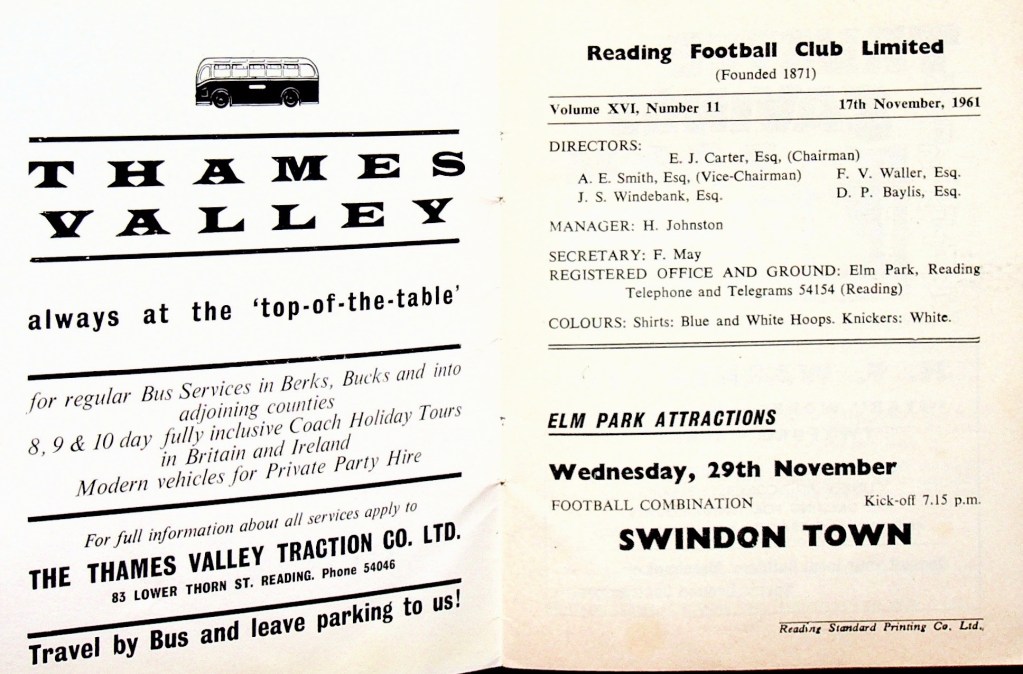 THAMES
VALLEY
always at the 'top-of-the-table'
for regular Bus Services in Berks, Bucks and into
adjoining counties
8, 9 & 10 day fully inclusive Coach Holiday Tours
in Britain and Ireland
Modern vehicles for Private Party Hire
For full information about all services apply to
THE THAMES VALLEY TRACTION CO. LTD.
83 LOWER THORN ST. READING. Phone 54046
Travel by Bus and leave parking to us!
Reading Football Club Limited
(Founded 1871)
Volume XVI, Number 11 17th November, 1961
DIRECTORS:
E. J. Carter, Esq, (Chairman)
A. E. Smith, Esq, (Vice-Chairman) F. V. Waller, Esq.
J. S. Windebank, Esq. D. P. Baylis, Esq.
MANAGER: H. Johnston
SECRETARY: F. May
REGISTERED OFFICE AND GROUND: Elm Park, Reading
Telephone and Telegrams 54154 (Reading)
COLOURS: Shirts: Blue and White Hoops. Knickers: White.
ELM PARK ATTRACTIONS
Wednesday, 29th November
FOOTBALL COMBINATION Kick-off 7.15 p.m.
SWINDON TOWN
Reading Standard Printing Co. Ltd.